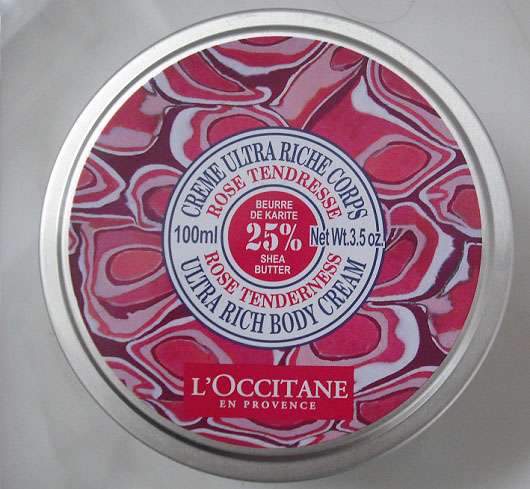 CREME ULTRA RICHE CORPS
ROSE TENDRESSE
BEURRE
DE KARITE
100ml
25%
Net Wt.3.5 oz.
SHEA
BUTTER
ROSE TENDERNESS
ULTRA RICH BODY CREAM
L'OCCITANE
EN PROVENCE